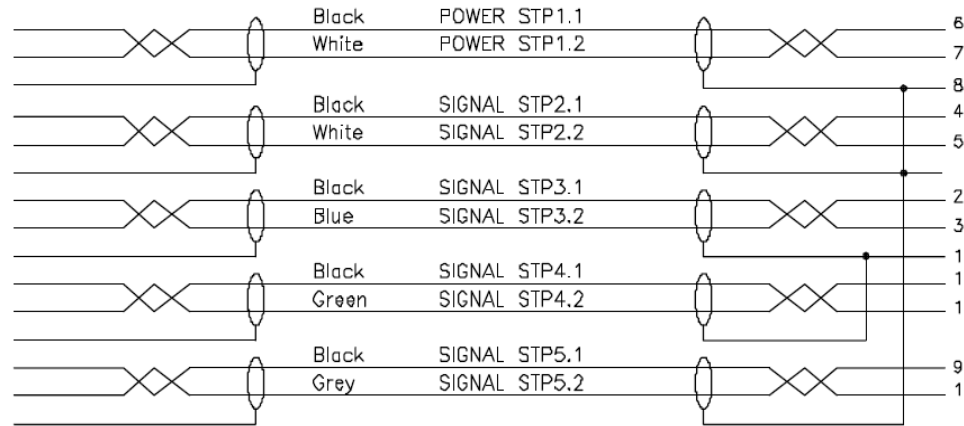 Black POWER STP1.1 6
White POWER STP1.2 7
8
Black SIGNAL STP2.1 4
White SIGNAL STP2.2 5
Black SIGNAL STP3.1 2
Blue SIGNAL STP3.2 3
1
Black SIGNAL STP4.1 1
Green SIGNAL STP4.2 1
Black SIGNAL STP5.1 9
Grey SIGNAL STP5.2 1